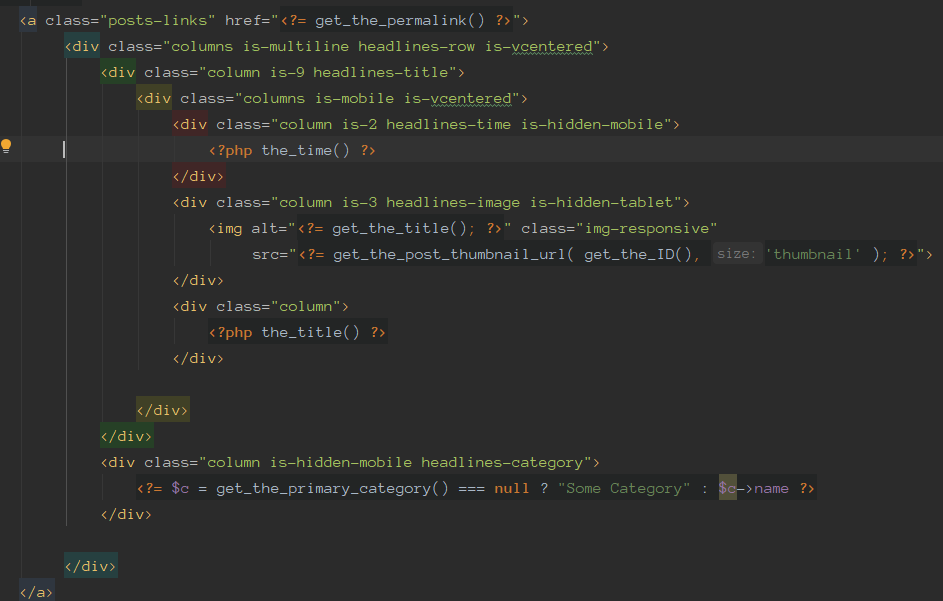 <a class="posts-links" href="<?= get_the_permalink() ?>">
<div class="columns is-multiline headlines-row is-vcentered">
<div class="column is-9 headlines-title">
<div class="columns is-mobile is-vcentered">
<div class="column is-2 headlines-time is-hidden-mobile">
<?php the_time() ?>
</div>
<div class="column is-3 headlines-image is-hidden-tablet">
<img alt="<?= get_the_title(); ?>" class="img-responsive"
src="<?= get_the_post_thumbnail_url( get_the_ID(), size: 'thumbnail' ); ?>">
</div>
<div class="column">
<?php the_title() ?>
</div>
</div>
</div>
<div class="column is-hidden-mobile headlines-category">
<?= $c = get_the_primary_category() === null ? "Some Category" : $c->name ?>
</div>
</div>
</a>